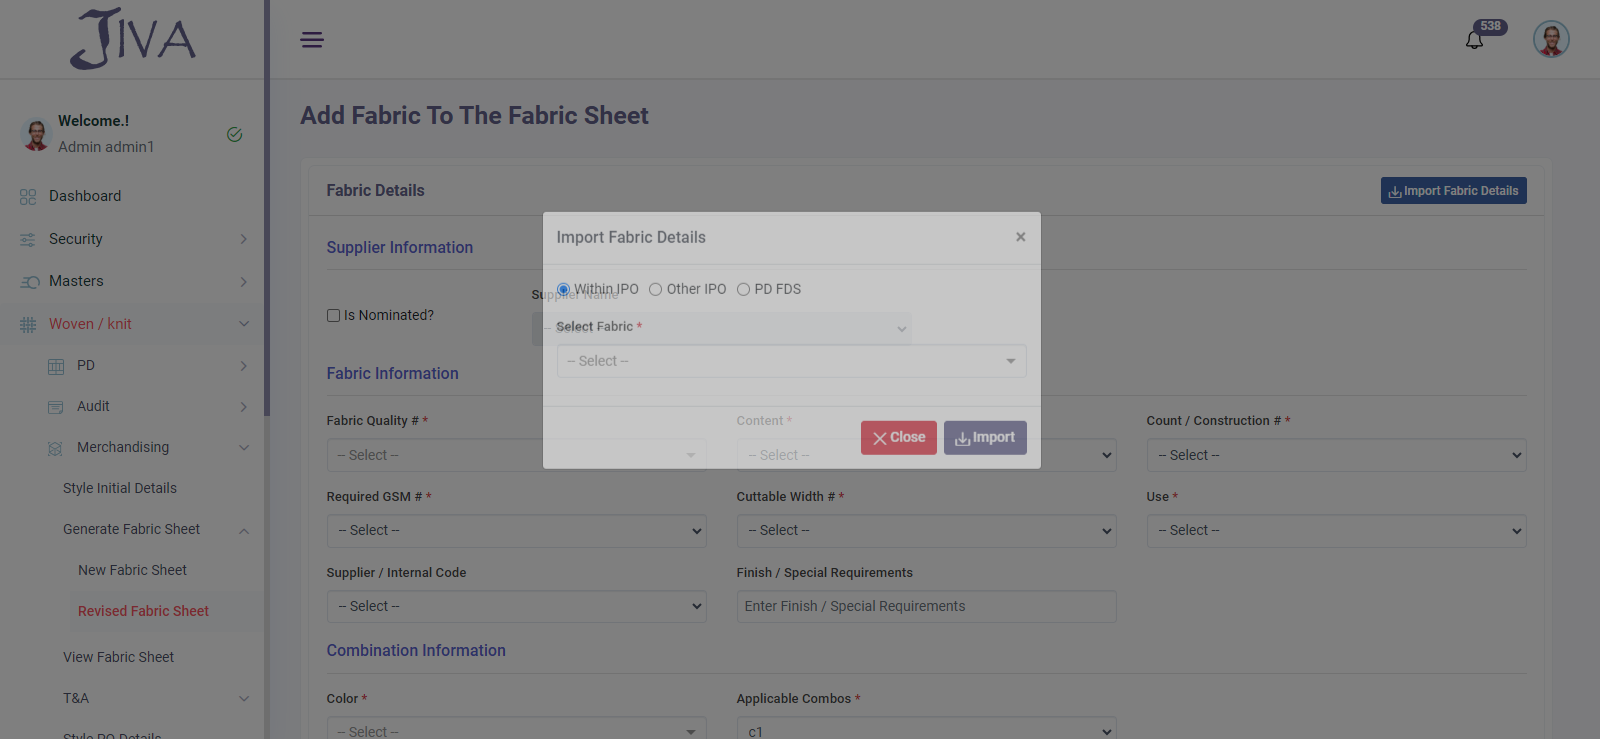 JIVA
538
Welcome.!
Admin admin1
Dashboard
Security
Masters
Woven / knit
PD
Audit
Merchandising
Style Initial Details
Generate Fabric Sheet
New Fabric Sheet
Revised Fabric Sheet
View Fabric Sheet
T&A
Style PO Details
Add Fabric To The Fabric Sheet
Fabric Details
Import Fabric Details
Supplier Information
Is Nominated?
Supplier Name
-- Select --
Import Fabric Details
×
Within IPO Other IPO PD FDS
Select Fabric *
-- Select --
Close Import
Fabric Information
Fabric Quality # * Content * Count / Construction # *
-- Select -- -- Select -- -- Select --
Required GSM # * Cuttable Width # * Use *
-- Select -- -- Select -- -- Select --
Supplier / Internal Code Finish / Special Requirements
-- Select -- Enter Finish / Special Requirements
Combination Information
Color * Applicable Combos *
-- Select -- c1